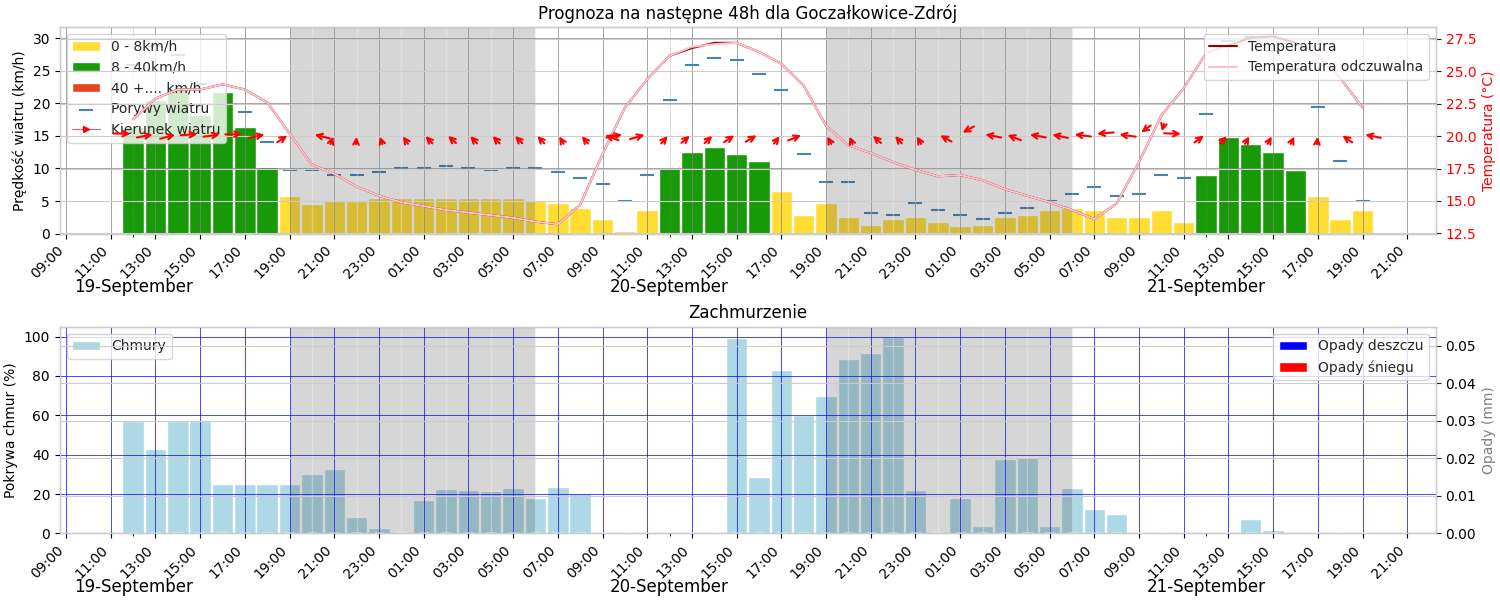 Prognoza na następne 48h dla Goczałkowice-Zdrój
Prędkość wiatru (km/h)
30
25
20
15
10
5
0
0 - 8km/h
8 - 40km/h
40 +.... km/h
Porywy wiatru
Kierunek wiatru
Temperatura
Temperatura odczuwalna
27.5
25.0
22.5
20.0
17.5
15.0
12.5
Temperatura (°C)
09:00 11:00 13:00 15:00 17:00 19:00 21:00 23:00 01:00 03:00 05:00 07:00 09:00 11:00 13:00 15:00 17:00 19:00 21:00 23:00 01:00 03:00 05:00 07:00 09:00 11:00 13:00 15:00 17:00 19:00 21:00
19-September 20-September 21-September
Zachmurzenie
Pokrywa chmur (%)
100
80
60
40
20
0
Chmury
Opady deszczu
Opady śniegu
0.05
0.04
0.03
0.02
0.01
0.00
Opady (mm)
09:00 11:00 13:00 15:00 17:00 19:00 21:00 23:00 01:00 03:00 05:00 07:00 09:00 11:00 13:00 15:00 17:00 19:00 21:00 23:00 01:00 03:00 05:00 07:00 09:00 11:00 13:00 15:00 17:00 19:00 21:00
19-September 20-September 21-September